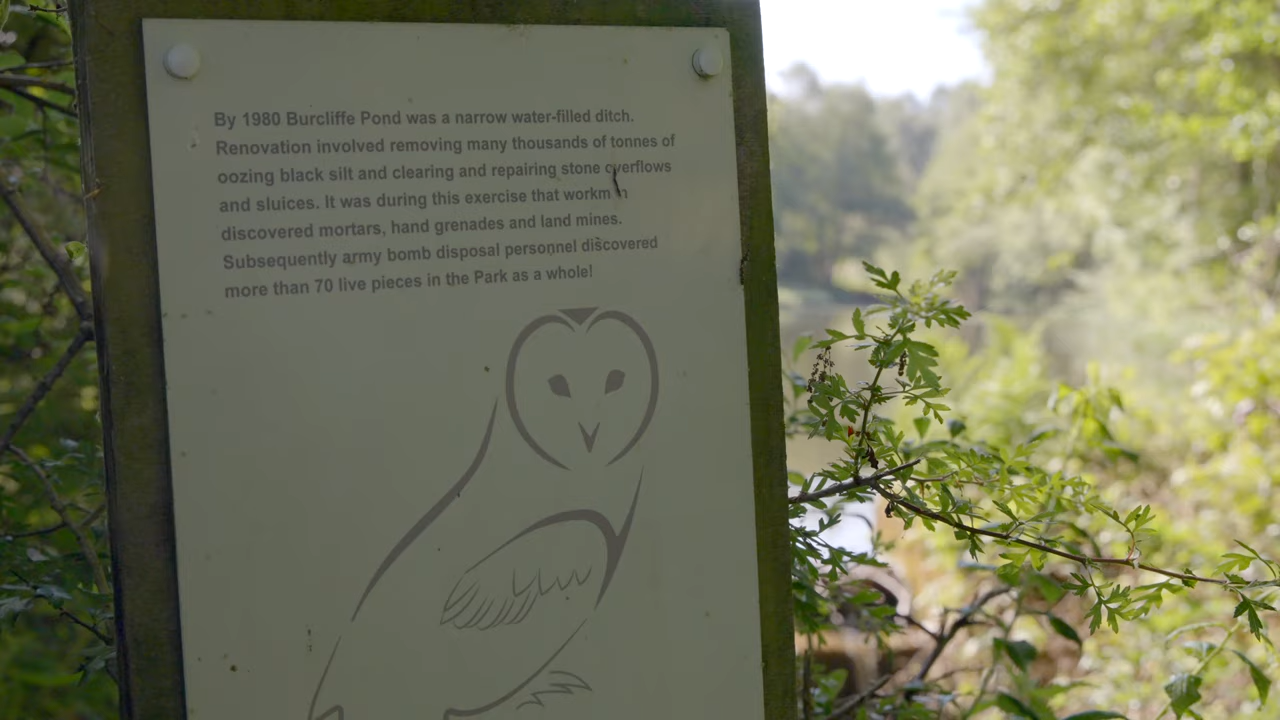 By 1980 Burcliffe Pond was a narrow water-filled ditch.
Renovation involved removing many thousands of tonnes of
oozing black silt and clearing and repairing stone overflows
and sluices. It was during this exercise that workmen
discovered mortars, hand grenades and land mines.
Subsequently army bomb disposal personnel discovered
more than 70 live pieces in the Park as a whole!